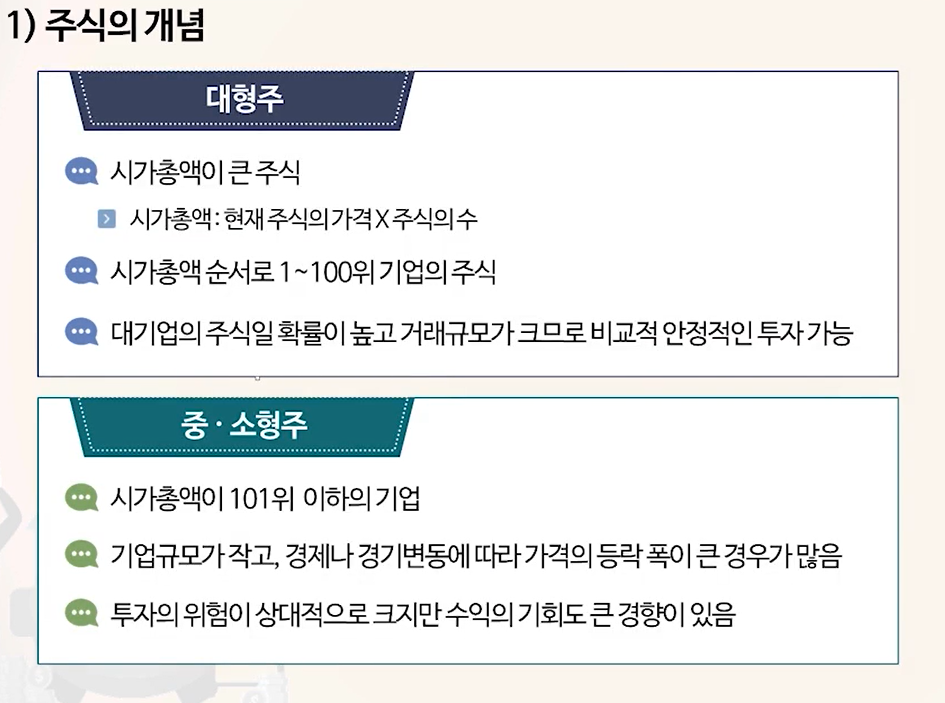 1) 주식의 개념
대형주
시가총액이 큰 주식
시가총액 : 현재 주식의 가격 X 주식의 수
시가총액 순서로 1~100위 기업의 주식
대기업의 주식일 확률이 높고 거래규모가 크므로 비교적 안정적인 투자 가능
중 · 소형주
시가총액이 101위 이하의 기업
기업규모가 작고, 경제나 경기변동에 따라 가격의 등락 폭이 큰 경우가 많음
투자의 위험이 상대적으로 크지만 수익의 기회도 큰 경향이 있음